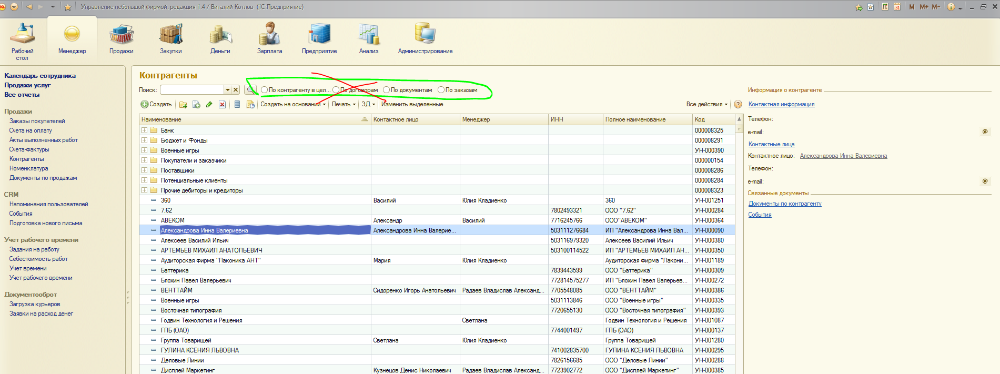 Управление небольшой фирмой, редакция 1.4 / Виталий Котлов (1С:Предприятие)
M M+ M-
Рабочий стол
Менеджер
Продажи
Закупки
Деньги
Зарплата
Предприятие
Анализ
Администрирование
Календарь сотрудника
Продажи услуг
Все отчеты
Продажи
Заказы покупателей
Счета на оплату
Акты выполненных работ
Счета-фактуры
Контрагенты
Номенклатура
Документы по продажам
CRM
Напоминания пользователей
События
Подготовка нового письма
Учет рабочего времени
Задания на работу
Себестоимость работ
Учет времени
Учет рабочего времени
Документооброт
Загрузка курьеров
Заявки на расход денег
Контрагенты
Поиск: По контрагенту в цел... По договорам По документам По заказам
Создать Создать на основании Печать ЭД Изменить выделенные Все действия
Наименование Контактное лицо Менеджер ИНН Полное наименование Код
Банк 000008325
Бюджет и Фонды 000008291
Военные игры УН-000390
Покупатели и заказчики 000000154
Поставщики 000008286
Потенциальные клиенты 000008284
Прочие дебиторы и кредиторы 000008323
360 Василий Юлия Кладиенко 360 УН-001251
7,62 7802493321 ООО "7,62" УН-000284
АВЕКОМ Александр Василий 7716245766 ООО"АВЕКОМ" УН-000364
Александрова Инна Валериевна Александрова Инна Валерие... 503111276684 ИП "Александрова Инна Вал... УН-000090
Алексеев Василий Ильич 503116979320 Алексеев Василий Ильич УН-000380
АРТЕМЬЕВ МИХАИЛ АНАТОЛЬЕВИЧ 503100114522 ИП "АРТЕМЬЕВ МИХАИЛ АН... УН-000350
Аудиторская фирма "Лаконика АНТ" Мария Юлия Кладиенко Аудиторская фирма "Лакони... УН-001189
Баттерика 7839443599 ООО "Баттерика" УН-000309
Блохин Павел Валерьевич 772814575277 ИП "Блохин Павел Валерьев... УН-000272
ВЕНТТАЙМ Сидоренко Игорь Анатольевич Радаев Владислав Александ... 7705548085 ООО "ВЕНТТАЙМ" УН-000386
Военные игры 5031113846 ООО "Военные игры" УН-000335
Восточная типография 7720655130 ООО "Восточная типография" УН-000393
Годвин Технология и Решения Светлана Годвин Технология и Решения УН-001087
ГПБ (ОАО) 7744001497 ГПБ (ОАО) УН-000137
Группа Товарищей Светлана Юлия Кладиенко Группа Товарищей УН-001280
ГУЛИНА КСЕНИЯ ЛЬВОВНА 741002835700 ГУЛИНА КСЕНИЯ ЛЬВОВНА УН-000295
Деловые Линии 7826156685 ООО "Деловые Линии" УН-000288
Дисплей Маркетинг Кузнецов Денис Николаевич Радаев Владислав Александ... 7723902772 ООО "Дисплей Маркетинг" УН-000385
Информация о контрагенте
Контактная информация
Телефон:
e-mail: @
Контактные лица
Контактное лицо: Александрова Инна Валериевна
Телефон:
e-mail: @
Связанные документы
Документы по контрагенту
События